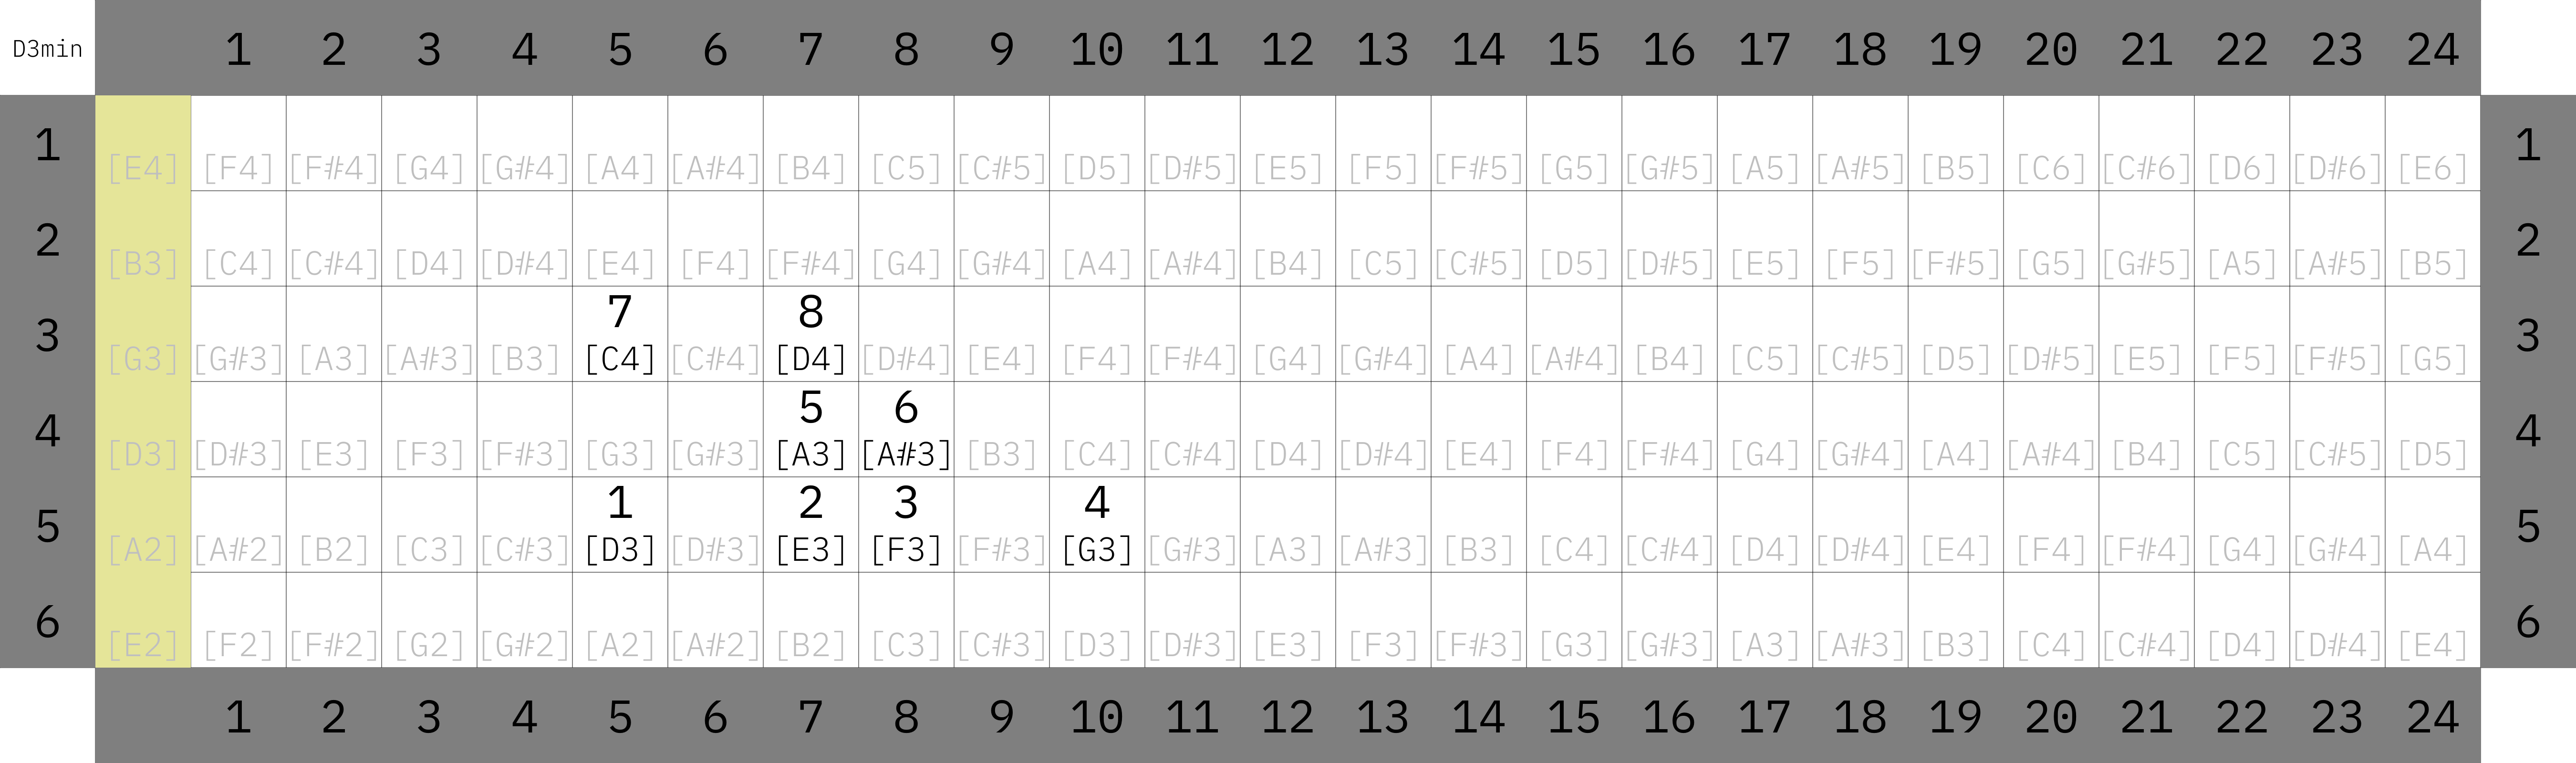 D3min 1 2 3 4 5 6 7 8 9 10 11 12 13 14 15 16 17 18 19 20 21 22 23 24
1 [E4] [F4] [F#4] [G4] [G#4] [A4] [A#4] [B4] [C5] [C#5] [D5] [D#5] [E5] [F5] [F#5] [G5] [G#5] [A5] [A#5] [B5] [C6] [C#6] [D6] [D#6] [E6] 1
2 [B3] [C4] [C#4] [D4] [D#4] [E4] [F4] [F#4] [G4] [G#4] [A4] [A#4] [B4] [C5] [C#5] [D5] [D#5] [E5] [F5] [F#5] [G5] [G#5] [A5] [A#5] [B5] 2
7 8
3 [G3] [G#3] [A3] [A#3] [B3] [C4] [C#4] [D4] [D#4] [E4] [F4] [F#4] [G4] [G#4] [A4] [A#4] [B4] [C5] [C#5] [D5] [D#5] [E5] [F5] [F#5] [G5] 3
5 6
4 [D3] [D#3] [E3] [F3] [F#3] [G3] [G#3] [A3] [A#3] [B3] [C4] [C#4] [D4] [D#4] [E4] [F4] [F#4] [G4] [G#4] [A4] [A#4] [B4] [C5] [C#5] [D5] 4
1 2 3 4
5 [A2] [A#2] [B2] [C3] [C#3] [D3] [D#3] [E3] [F3] [F#3] [G3] [G#3] [A3] [A#3] [B3] [C4] [C#4] [D4] [D#4] [E4] [F4] [F#4] [G4] [G#4] [A4] 5
6 [E2] [F2] [F#2] [G2] [G#2] [A2] [A#2] [B2] [C3] [C#3] [D3] [D#3] [E3] [F3] [F#3] [G3] [G#3] [A3] [A#3] [B3] [C4] [C#4] [D4] [D#4] [E4] 6
1 2 3 4 5 6 7 8 9 10 11 12 13 14 15 16 17 18 19 20 21 22 23 24